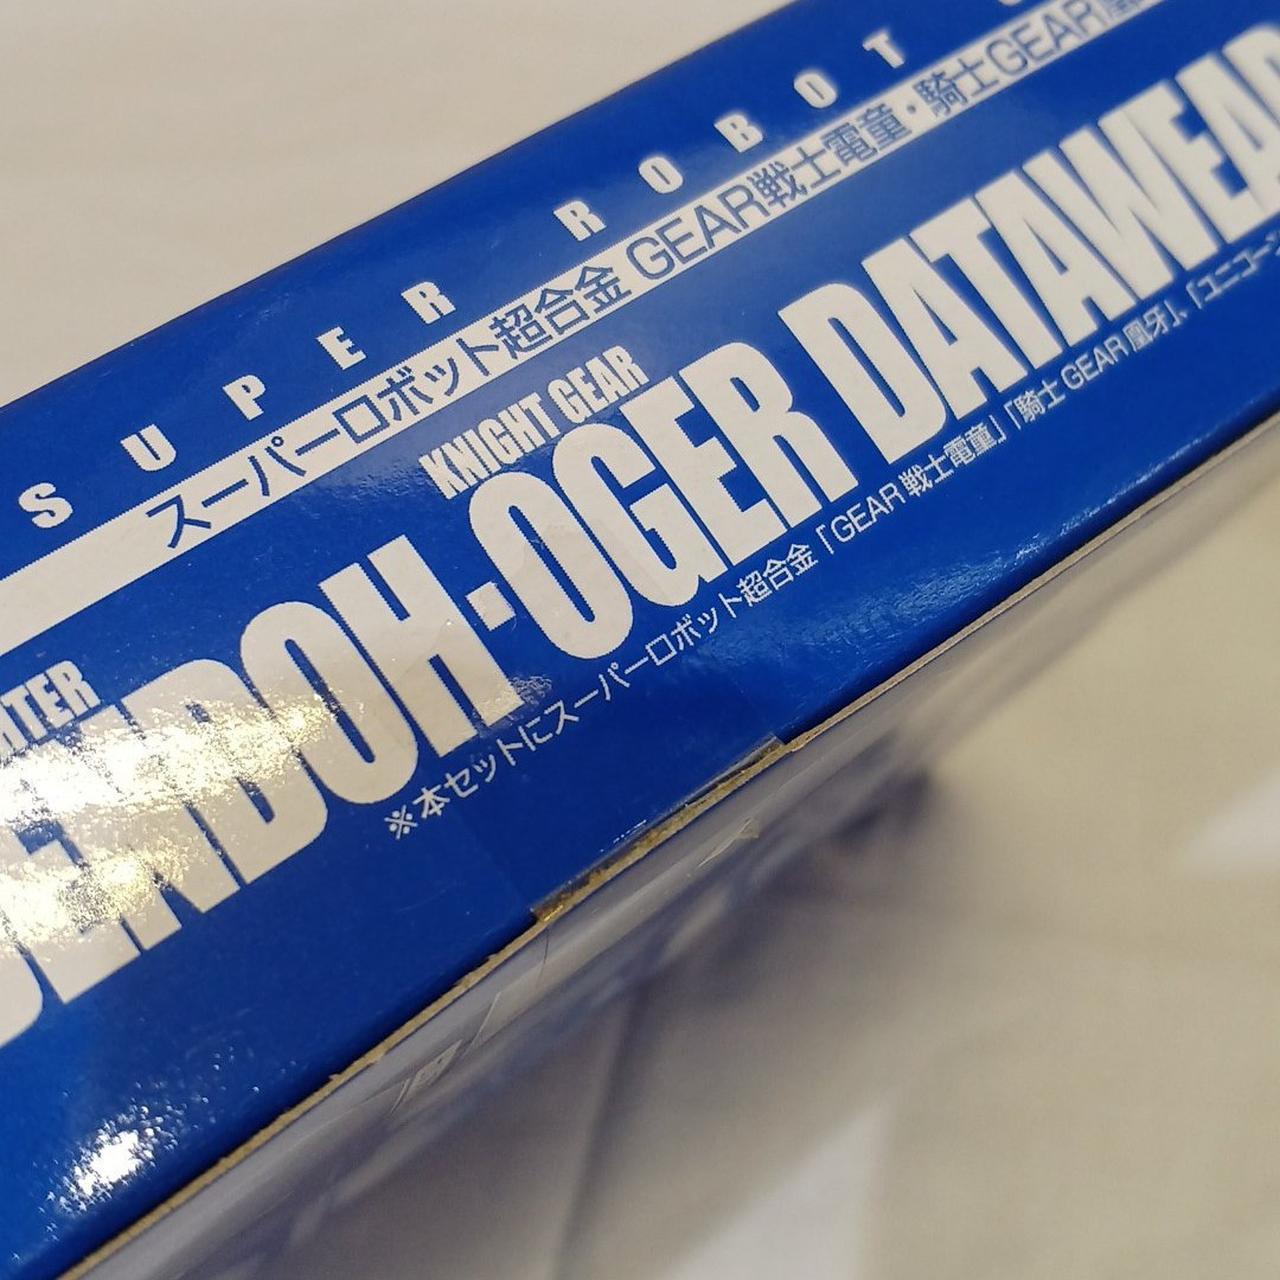 SUPER ROBOT
スーパーロボット超合金 GEAR戦士電童・騎士GEAR凰
KNIGHT GEAR
ENDOH・OGER DATAWEA
※本セットにスーパーロボット超合金「GEAR戦士電童」「騎士GEAR凰牙」、「ユニコー